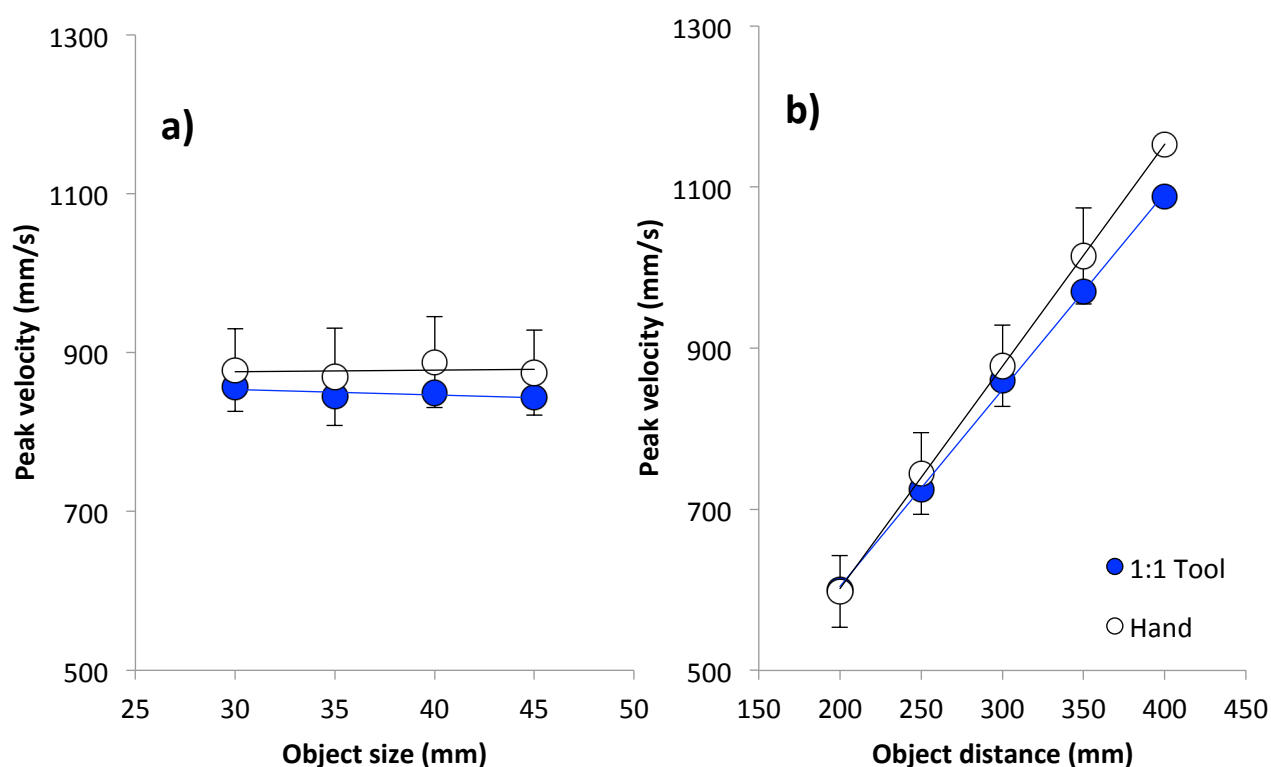 a)
Peak velocity (mm/s)
1300
1100
900
700
500
25 30 35 40 45 50
Object size (mm)
b)
Peak velocity (mm/s)
1300
1100
900
700
500
150 200 250 300 350 400 450
Object distance (mm)
1:1 Tool
Hand